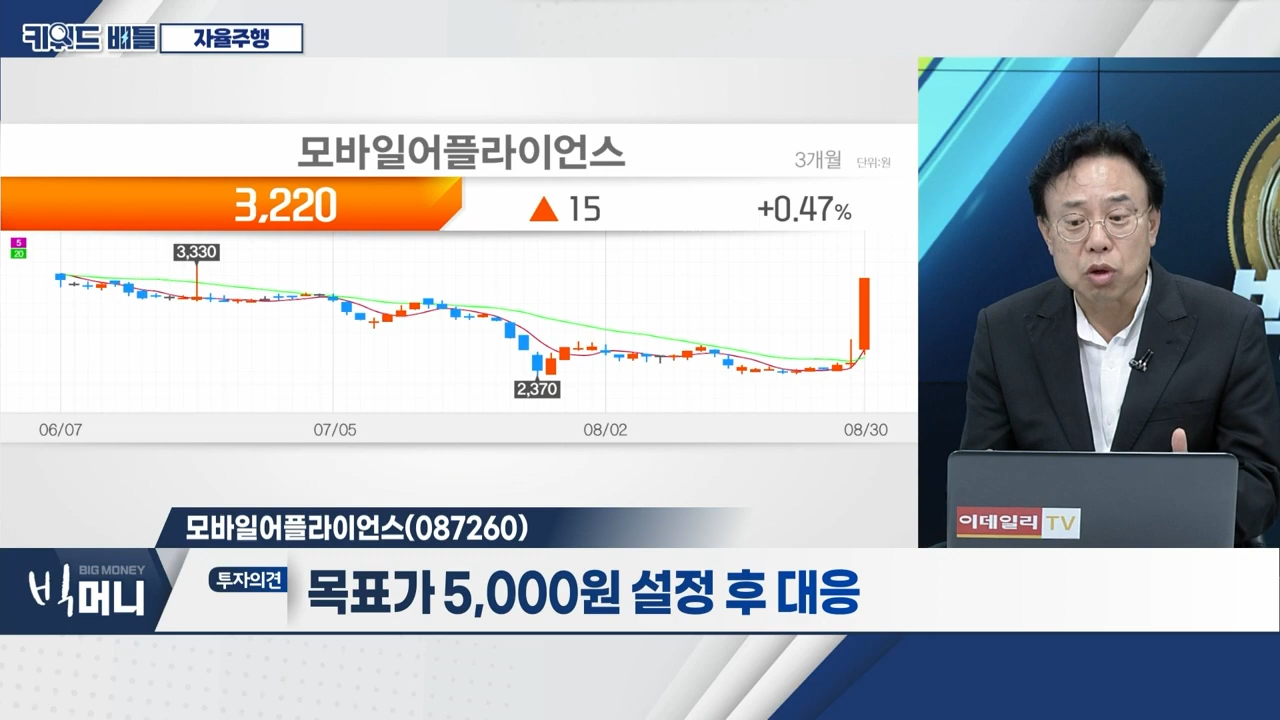 키워드 배틀
자율주행
모바일어플라이언스
3개월 단위:원
3,220 ▲ 15 +0.47%
5
20
3,330
2,370
06/07 07/05 08/02 08/30
이데일리TV
모바일어플라이언스(087260)
BIG MONEY
빅머니
투자의견
목표가 5,000원 설정 후 대응